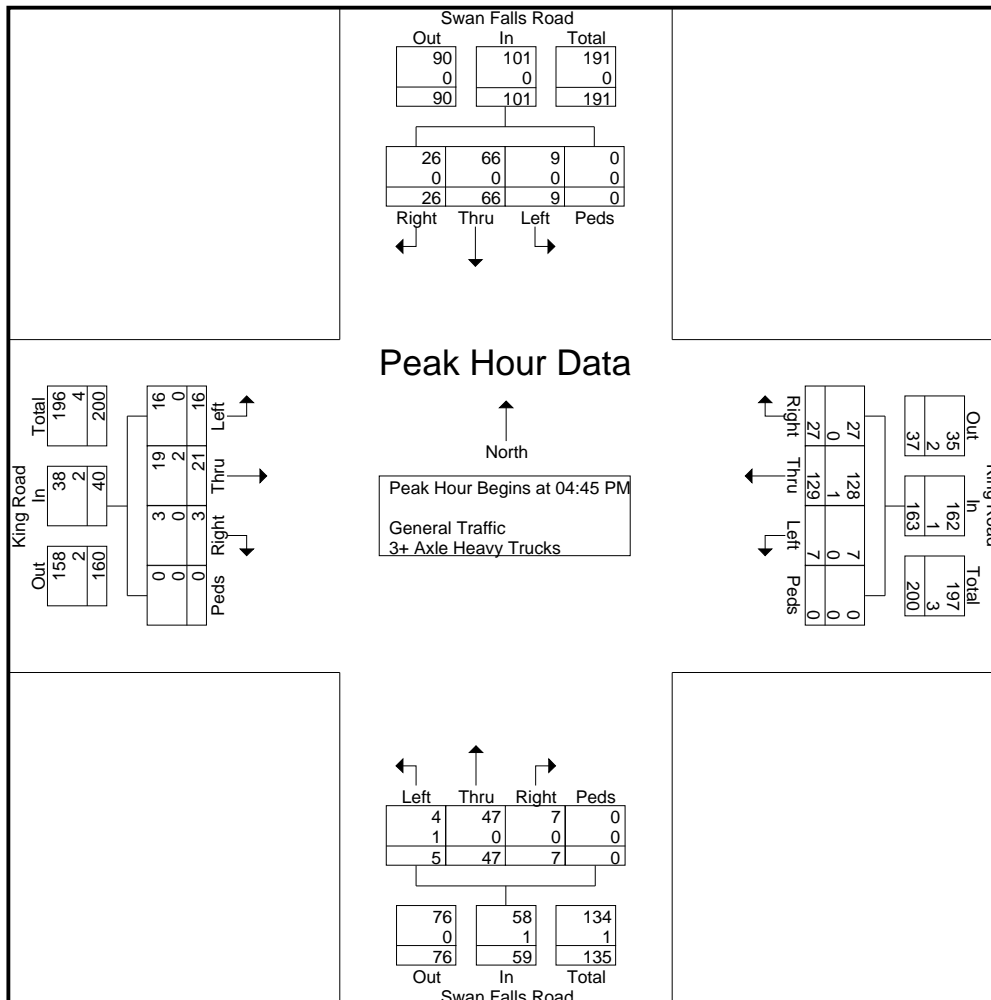 Swan Falls Road
Out In Total
90 101 191
0 0 0
90 101 191
26 66 9 0
0 0 0 0
26 66 9 0
Right Thru Left Peds
Peak Hour Data
North
Peak Hour Begins at 04:45 PM
General Traffic
3+ Axle Heavy Trucks
King Road
Out In Total
158 38 196
2 2 4
160 40 200
Peds Right Thru Left
0 3 19 16
0 0 2 0
0 3 21 16
King Road
Out In Total
35 162 197
2 1 3
37 163 200
27 128 7 0
0 1 0 0
27 129 7 0
Right Thru Left Peds
Left Thru Right Peds
4 47 7 0
1 0 0 0
5 47 7 0
76 58 134
0 1 1
76 59 135
Out In Total
Swan Falls Road